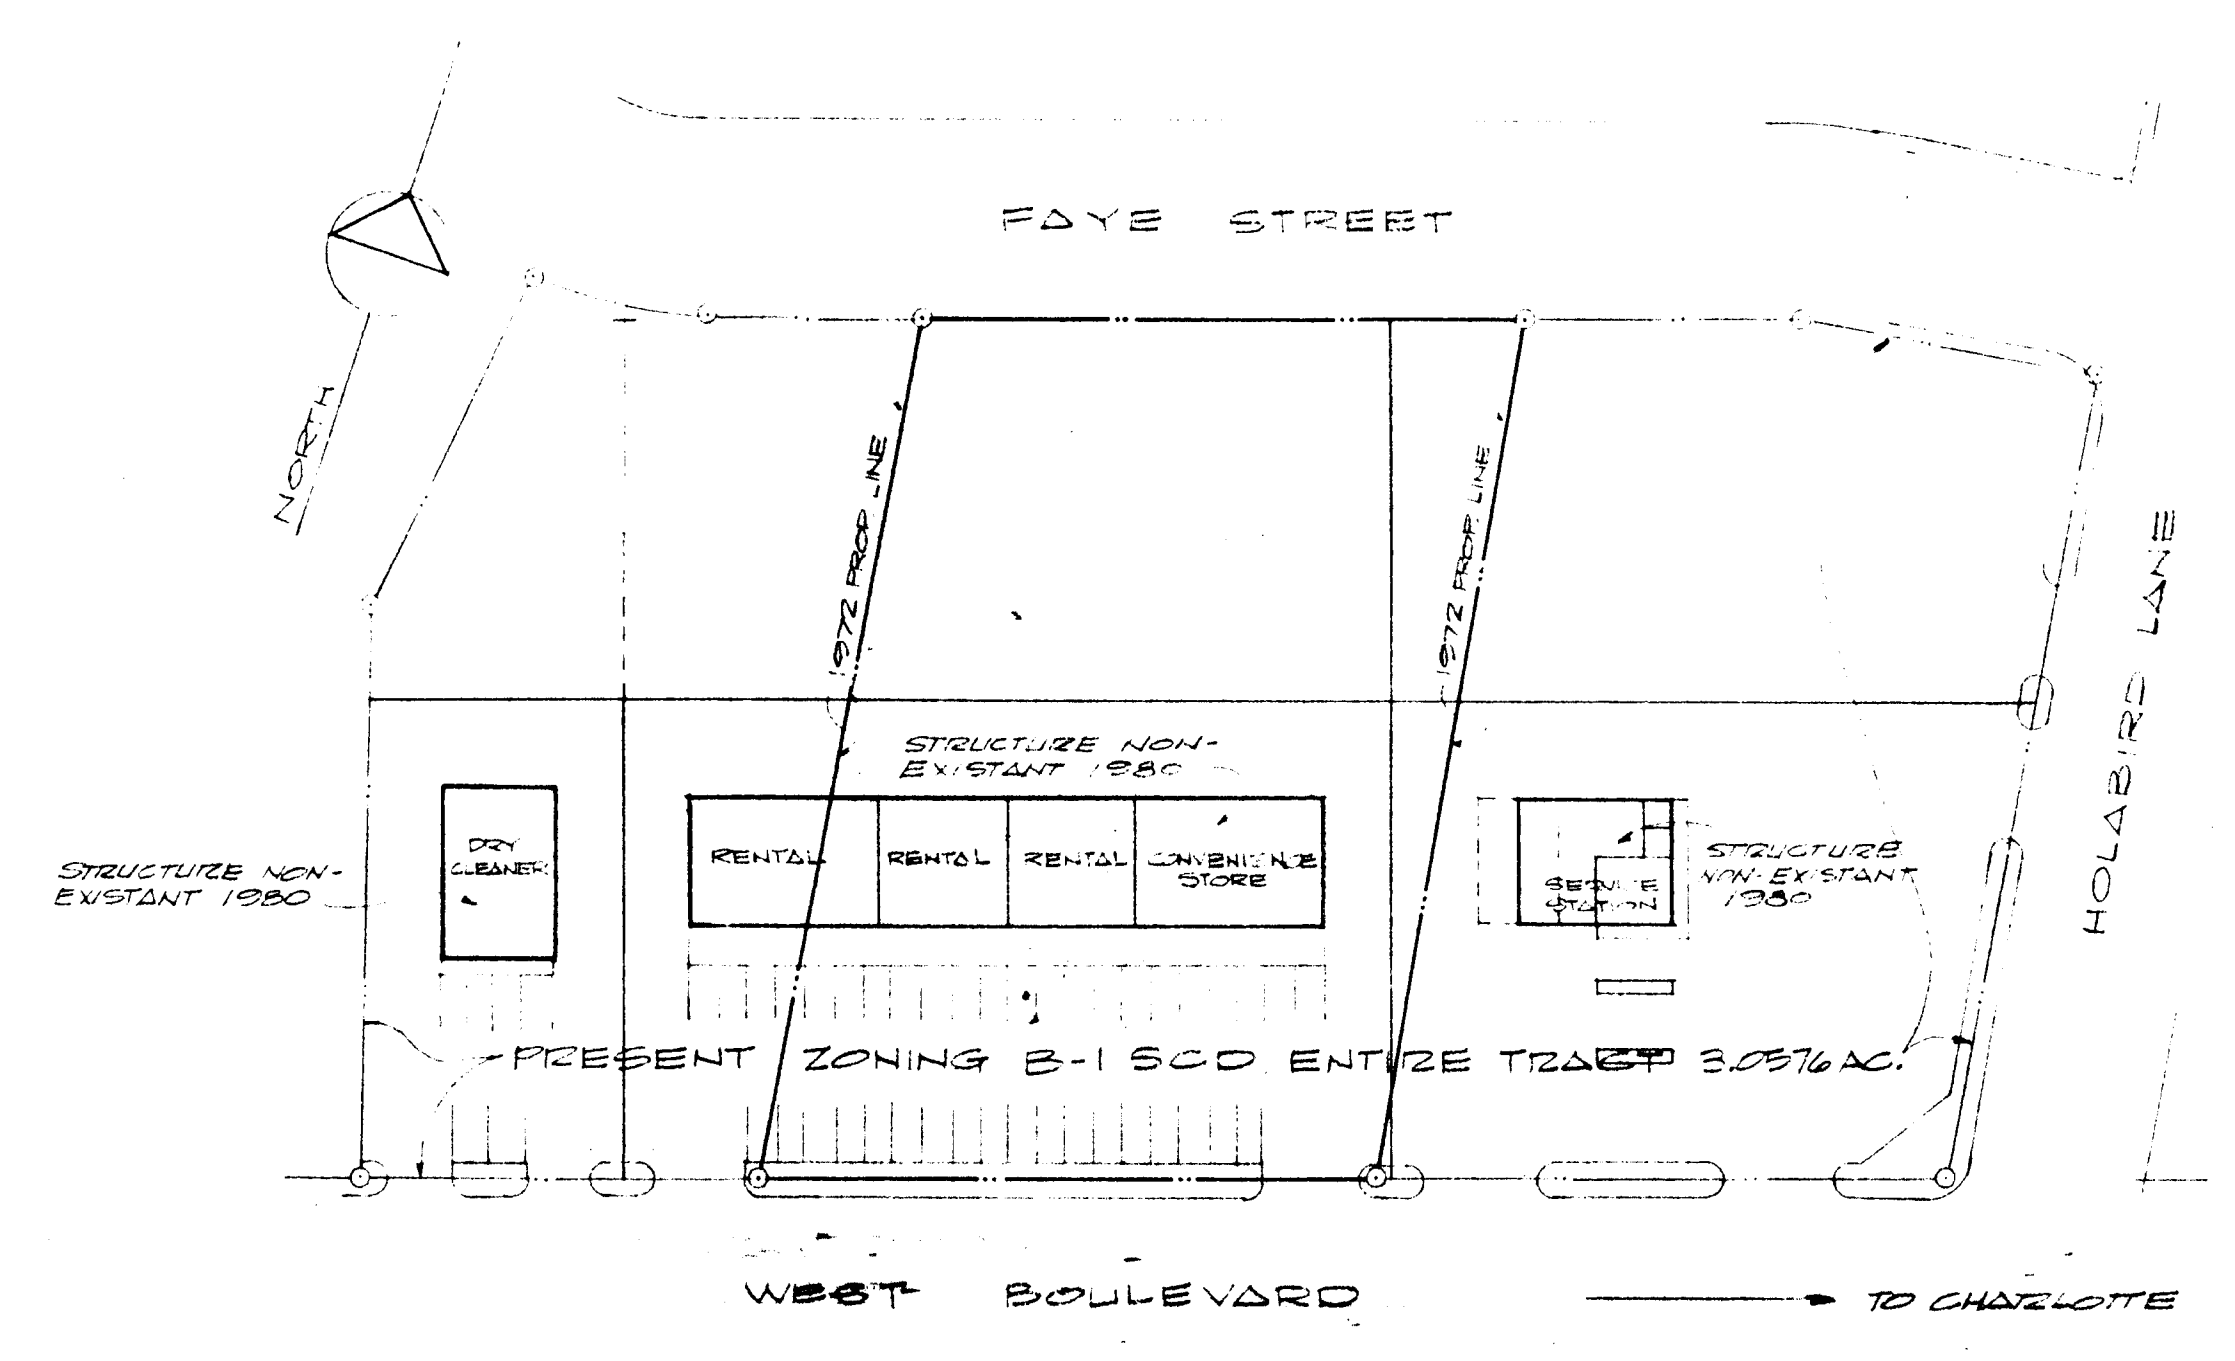 FAYE STREET
NORTH
1972 PROP. LINE
1972 PROP. LINE
HOLABIRD LANE
STRUCTURE NON-
EXISTANT 1980
DRY
CLEANER
STRUCTURE NON-
EXISTANT 1980
RENTAL
RENTAL
RENTAL
CONVENIENCE
STORE
SERVICE
STATION
STRUCTURE
NON-EXISTANT
1980
PRESENT ZONING B-1 SCD ENTIRE TRACT 3.0576 AC.
WEST BOULEVARD
TO CHARLOTTE